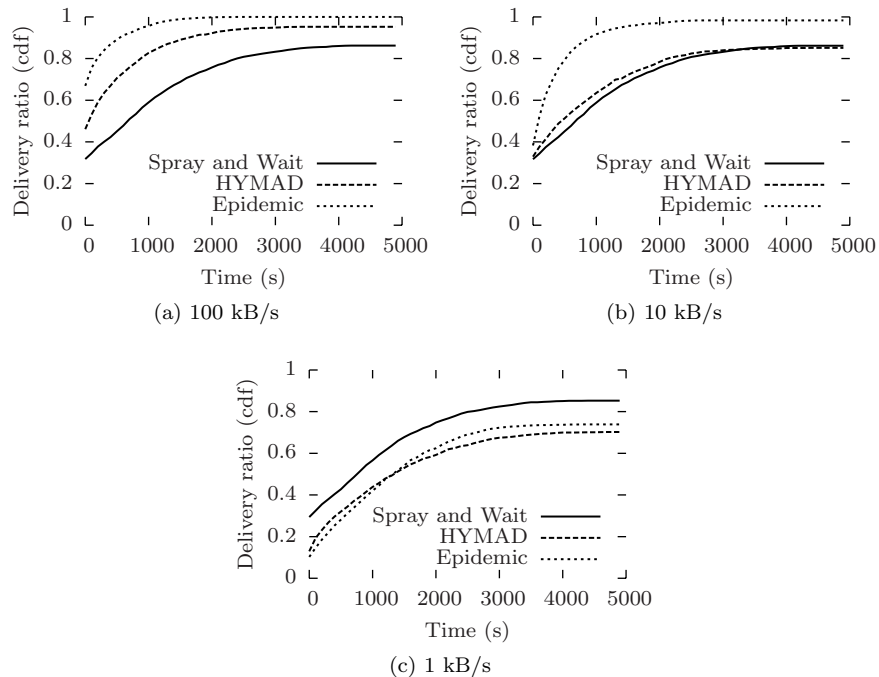 1
0.8
0.6
0.4
0.2
0
Delivery ratio (cdf)
Spray and Wait
HYMAD
Epidemic
0 1000 2000 3000 4000 5000
Time (s)
(a) 100 kB/s
1
0.8
0.6
0.4
0.2
0
Delivery ratio (cdf)
Spray and Wait
HYMAD
Epidemic
0 1000 2000 3000 4000 5000
Time (s)
(b) 10 kB/s
1
0.8
0.6
0.4
0.2
0
Delivery ratio (cdf)
Spray and Wait
HYMAD
Epidemic
0 1000 2000 3000 4000 5000
Time (s)
(c) 1 kB/s